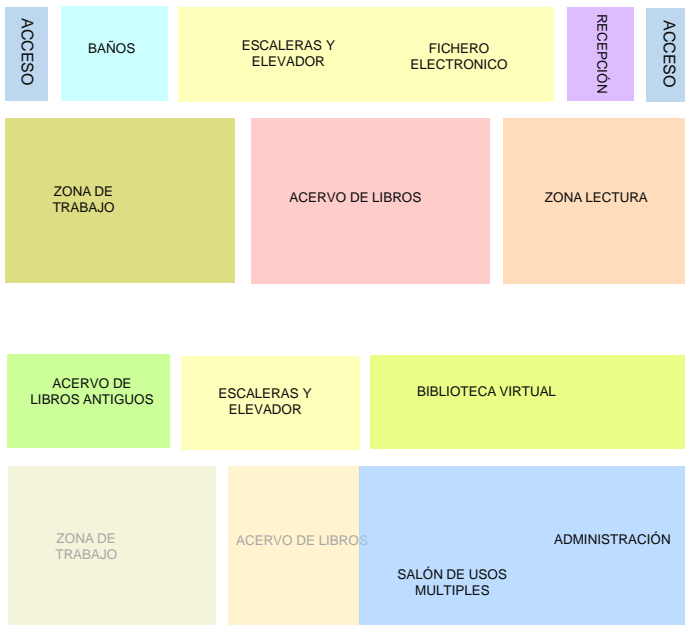 ACCESO
BAÑOS
ESCALERAS Y
ELEVADOR
FICHERO
ELECTRONICO
RECEPCIÓN
ACCESO
ZONA DE
TRABAJO
ACERVO DE LIBROS
ZONA LECTURA
ACERVO DE
LIBROS ANTIGUOS
ESCALERAS Y
ELEVADOR
BIBLIOTECA VIRTUAL
ZONA DE
TRABAJO
ACERVO DE LIBROS
ADMINISTRACIÓN
SALÓN DE USOS
MULTIPLES